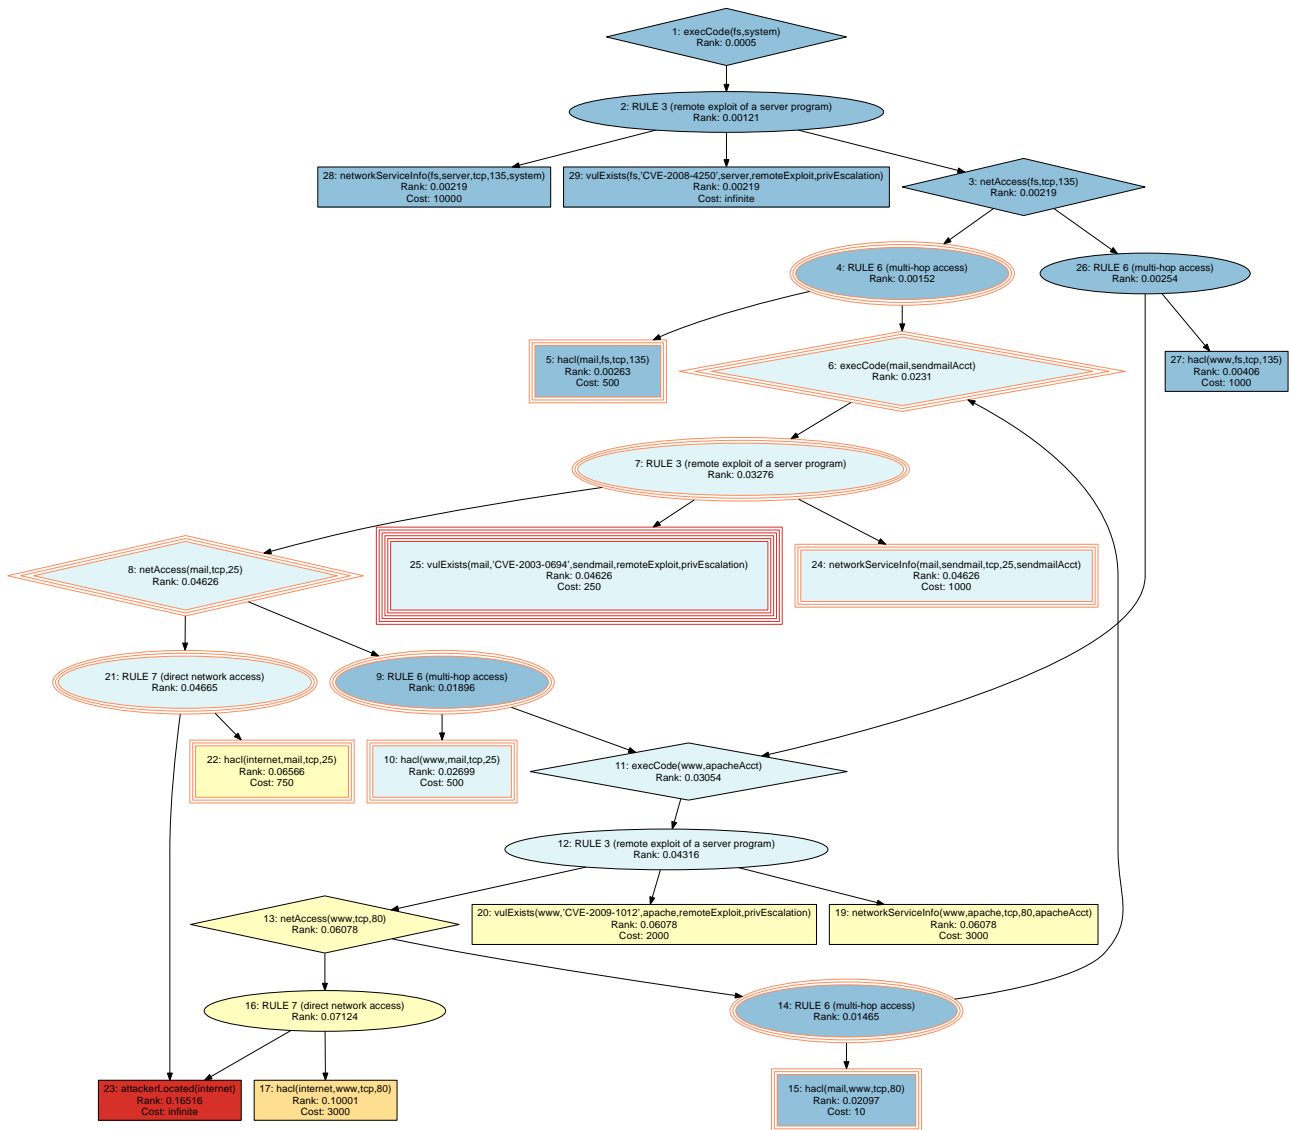 1: execCode(fs,system)
Rank: 0.0005
2: RULE 3 (remote exploit of a server program)
Rank: 0.00121
28: networkServiceInfo(fs,server,tcp,135,system)
Rank: 0.00219
Cost: 10000
29: vulExists(fs,'CVE-2008-4250',server,remoteExploit,privEscalation)
Rank: 0.00219
Cost: infinite
3: netAccess(fs,tcp,135)
Rank: 0.00219
4: RULE 6 (multi-hop access)
Rank: 0.00152
26: RULE 6 (multi-hop access)
Rank: 0.00254
5: hacl(mail,fs,tcp,135)
Rank: 0.00263
Cost: 500
6: execCode(mail,sendmailAcct)
Rank: 0.0231
27: hacl(www,fs,tcp,135)
Rank: 0.00406
Cost: 1000
7: RULE 3 (remote exploit of a server program)
Rank: 0.03276
8: netAccess(mail,tcp,25)
Rank: 0.04626
25: vulExists(mail,'CVE-2003-0694',sendmail,remoteExploit,privEscalation)
Rank: 0.04626
Cost: 250
24: networkServiceInfo(mail,sendmail,tcp,25,sendmailAcct)
Rank: 0.04626
Cost: 1000
21: RULE 7 (direct network access)
Rank: 0.04665
9: RULE 6 (multi-hop access)
Rank: 0.01896
22: hacl(internet,mail,tcp,25)
Rank: 0.06566
Cost: 750
10: hacl(www,mail,tcp,25)
Rank: 0.02699
Cost: 500
11: execCode(www,apacheAcct)
Rank: 0.03054
12: RULE 3 (remote exploit of a server program)
Rank: 0.04316
13: netAccess(www,tcp,80)
Rank: 0.06078
20: vulExists(www,'CVE-2009-1012',apache,remoteExploit,privEscalation)
Rank: 0.06078
Cost: 2000
19: networkServiceInfo(www,apache,tcp,80,apacheAcct)
Rank: 0.06078
Cost: 3000
16: RULE 7 (direct network access)
Rank: 0.07124
14: RULE 6 (multi-hop access)
Rank: 0.01465
23: attackerLocated(internet)
Rank: 0.16516
Cost: infinite
17: hacl(internet,www,tcp,80)
Rank: 0.10001
Cost: 3000
15: hacl(mail,www,tcp,80)
Rank: 0.02097
Cost: 10